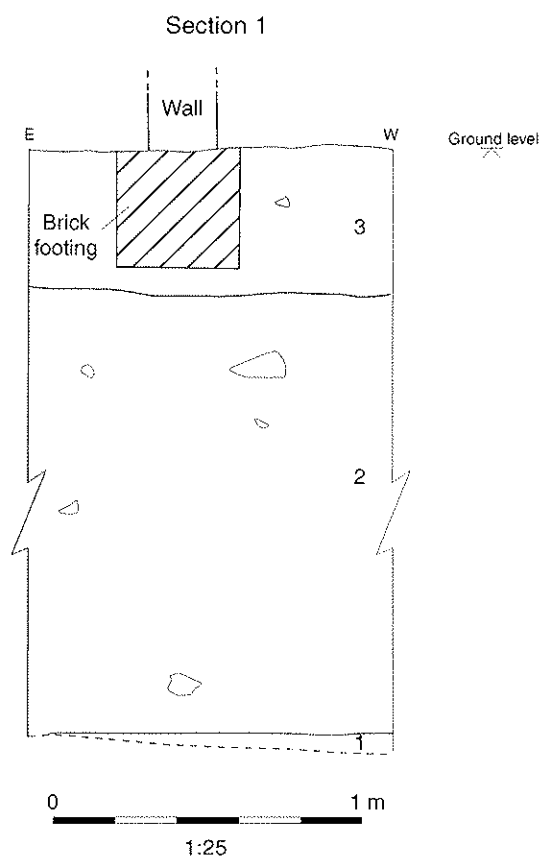 Section 1
Wall
E
W
Ground level
Brick
footing
3
2
1
0
1 m
1:25